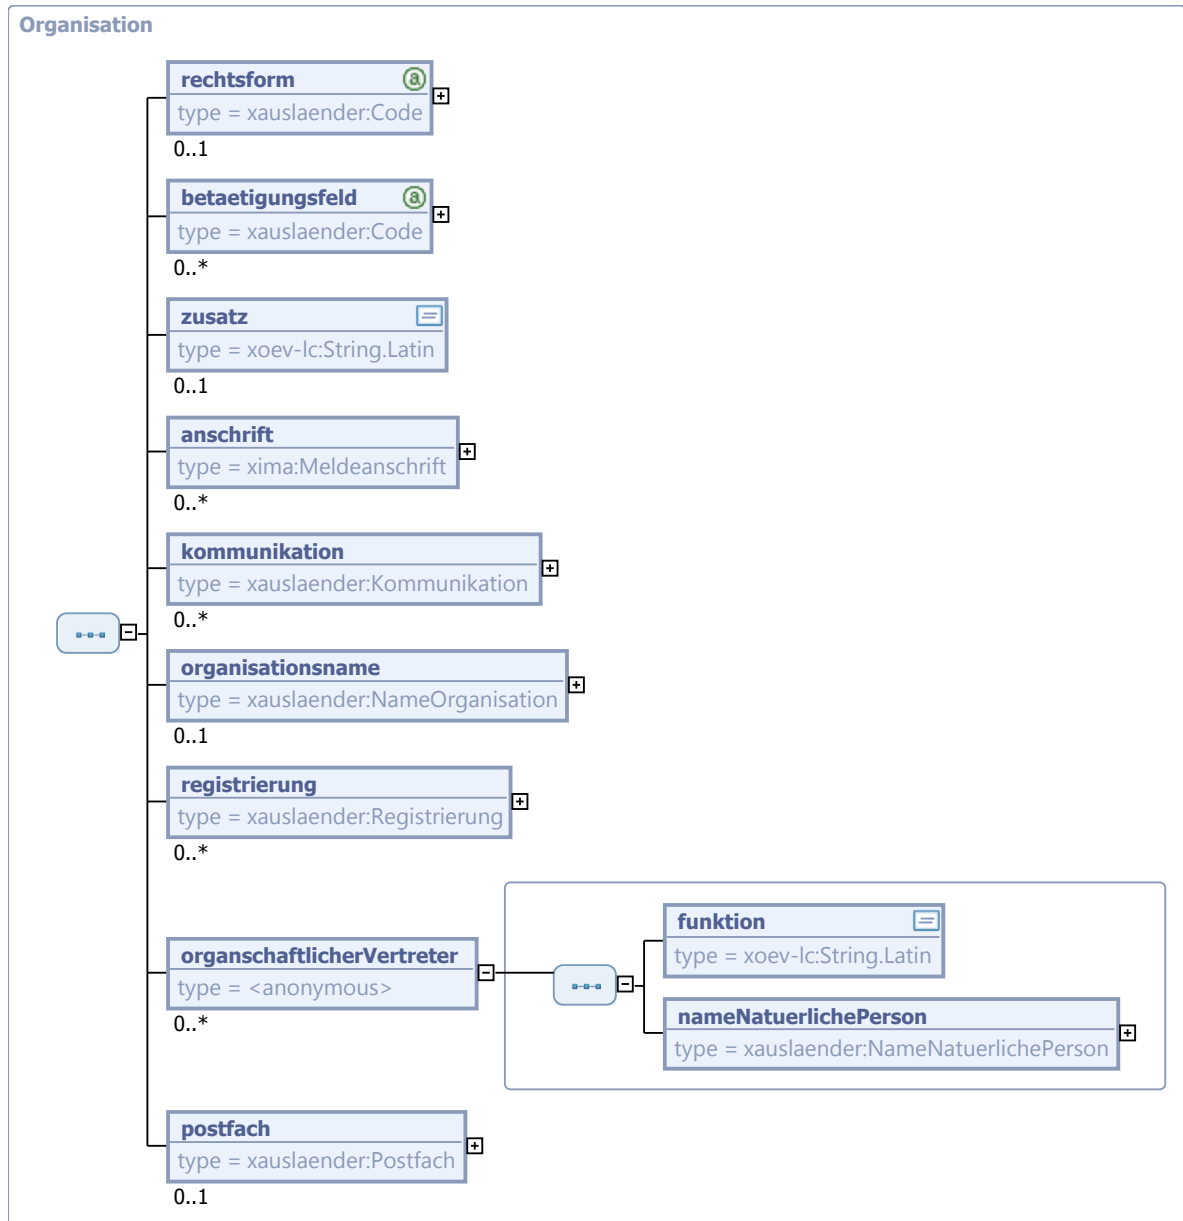 Organisation
rechtsform
type = xauslaender:Code
0..1
betaetigungsfeld
type = xauslaender:Code
0..*
zusatz
type = xoev-lc:String.Latin
0..1
anschrift
type = xima:Meldeanschrift
0..*
kommunikation
type = xauslaender:Kommunikation
0..*
organisationsname
type = xauslaender:NameOrganisation
0..1
registrierung
type = xauslaender:Registrierung
0..*
organschaftlicherVertreter
type = <anonymous>
0..*
funktion
type = xoev-lc:String.Latin
nameNatuerlichePerson
type = xauslaender:NameNatuerlichePerson
postfach
type = xauslaender:Postfach
0..1